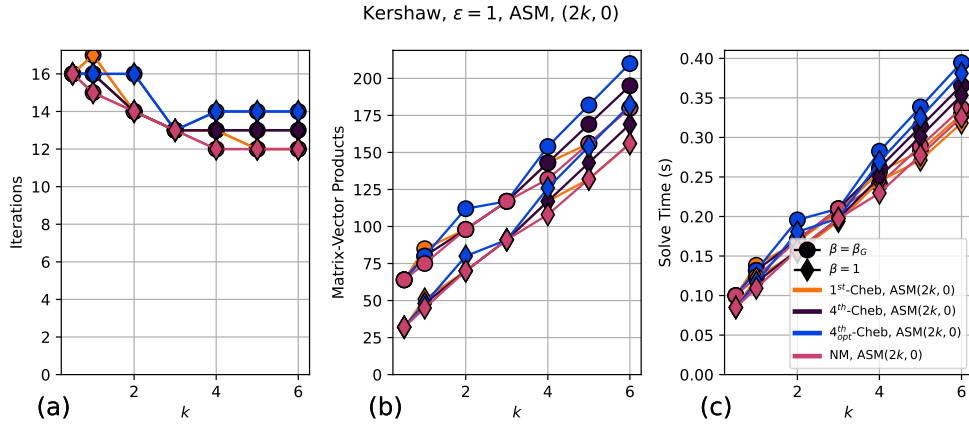 Kershaw, ε = 1, ASM, (2k, 0)
Iterations
16
14
12
10
8
6
4
2
0
2
4
6
k
(a)
Matrix-Vector Products
200
175
150
125
100
75
50
25
0
2
4
6
k
(b)
Solve Time (s)
0.40
0.35
0.30
0.25
0.20
0.15
0.10
0.05
0.00
2
4
6
k
(c)
β = β_G
β = 1
1^{st}-Cheb, ASM(2k, 0)
4^{th}-Cheb, ASM(2k, 0)
4^{th}_{opt}-Cheb, ASM(2k, 0)
NM, ASM(2k, 0)